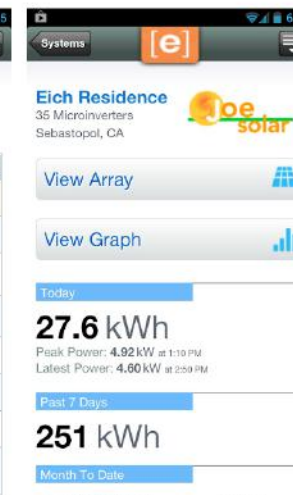 Systems
[e]
Eich Residence
35 Microinverters
Sebastopol, CA
Joe
solar
View Array
View Graph
Today
27.6 kWh
Peak Power: 4.92 kW at 1:10 PM
Latest Power: 4.60 kW at 2:50 PM
Past 7 Days
251 kWh
Month To Date